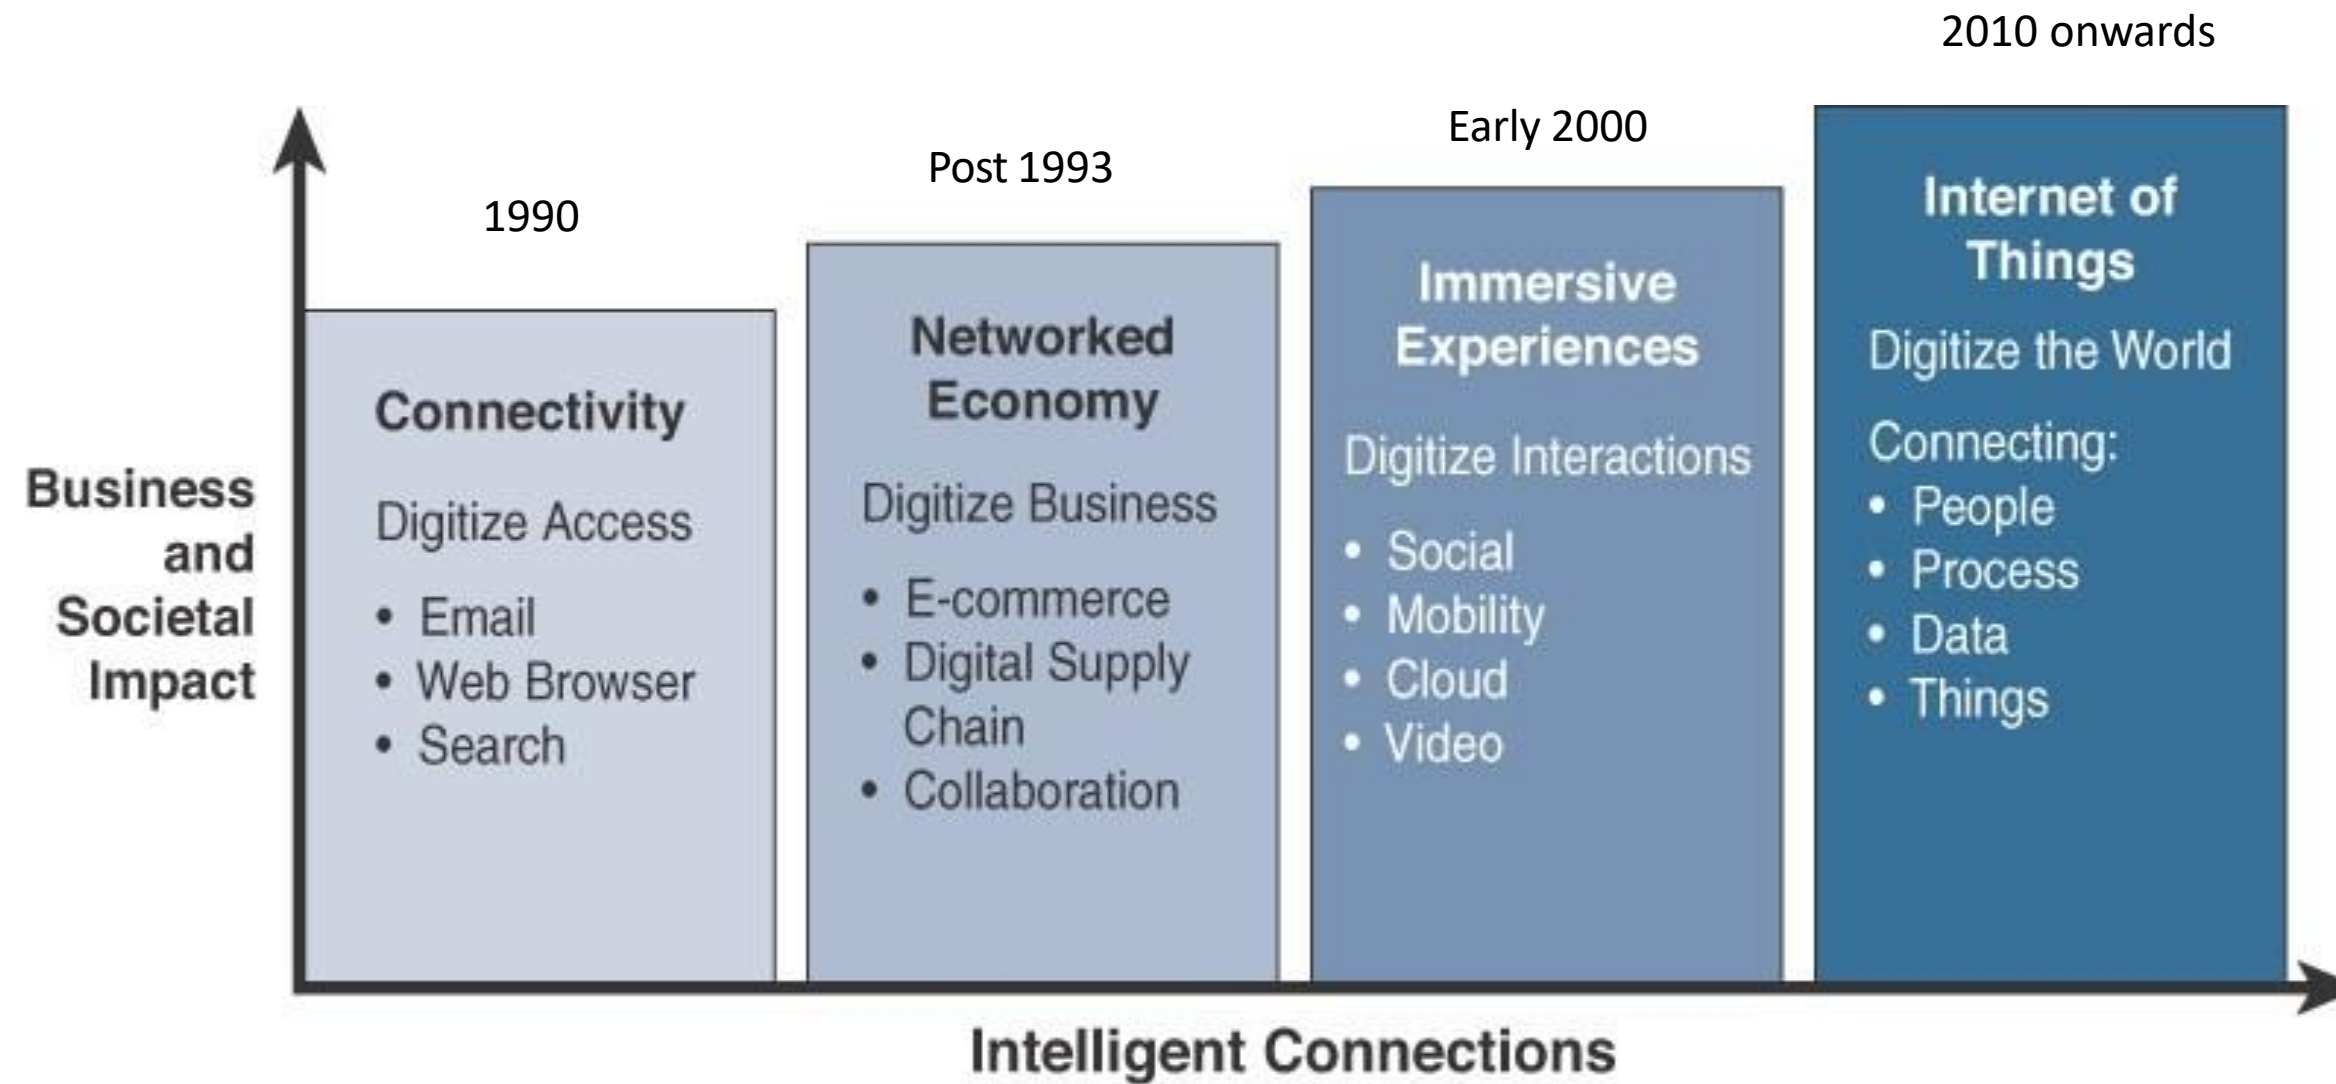 2010 onwards
Early 2000
Post 1993
1990
Business
and
Societal
Impact
Connectivity
Digitize Access
• Email
• Web Browser
• Search
Networked
Economy
Digitize Business
• E-commerce
• Digital Supply
Chain
• Collaboration
Immersive
Experiences
Digitize Interactions
• Social
• Mobility
• Cloud
• Video
Internet of
Things
Digitize the World
Connecting:
• People
• Process
• Data
• Things
Intelligent Connections